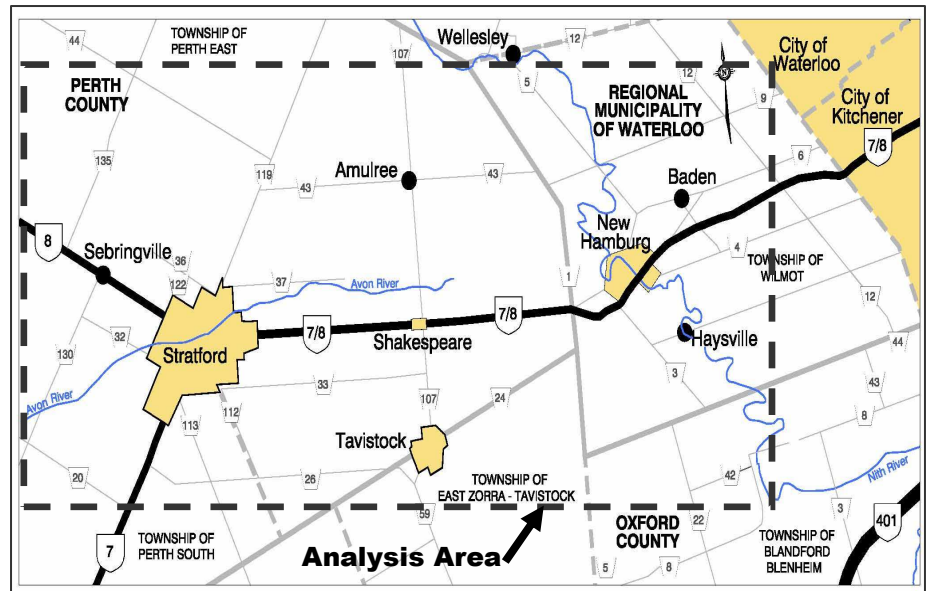 44
TOWNSHIP OF
PERTH EAST
107
Wellesley
12
City of
Waterloo
PERTH
COUNTY
5
12
N
REGIONAL
MUNICIPALITY
OF WATERLOO
9
City of
Kitchener
7/8
135
119
43
Amulree
43
6
Baden
8
Sebringville
36
122
37
Avon River
1
New
Hamburg
4
TOWNSHIP OF
WILMOT
12
7/8
Shakespeare
7/8
Haysville
44
32
Stratford
130
33
3
43
Avon River
113
112
107
24
8
Tavistock
20
26
42
Nith River
TOWNSHIP OF
EAST ZORRA - TAVISTOCK
59
22
3
401
7
TOWNSHIP OF
PERTH SOUTH
Analysis Area
OXFORD
COUNTY
TOWNSHIP OF
BLANDFORD
BLENHEIM
5
8